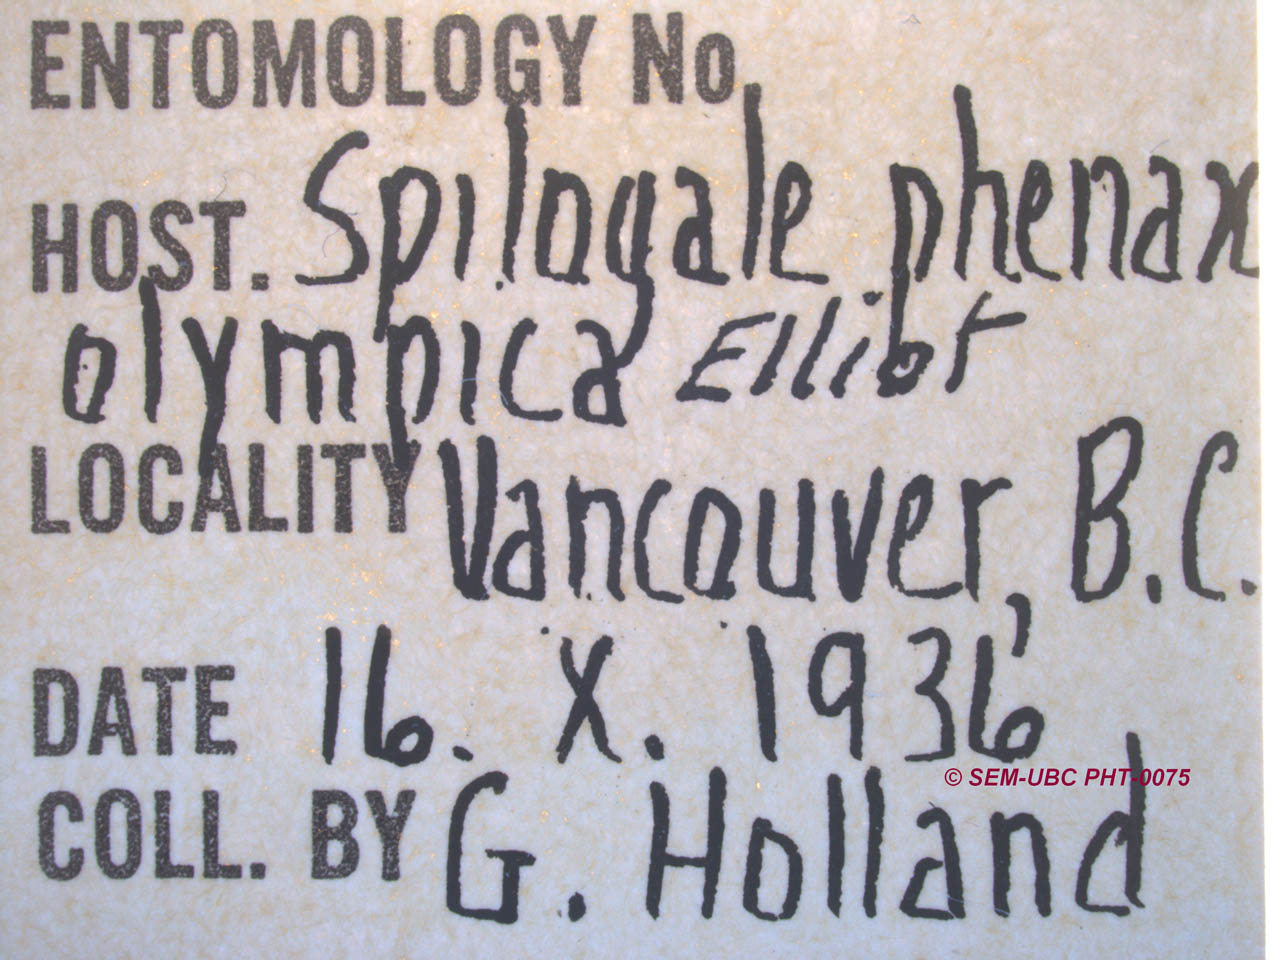 ENTOMOLOGY No
HOST. Spilogale phenax
olympica Elliot
LOCALITY Vancouver, B.C.
DATE 16. X. 1936
© SEM-UBC PHT-0075
COLL. BY G. Holland